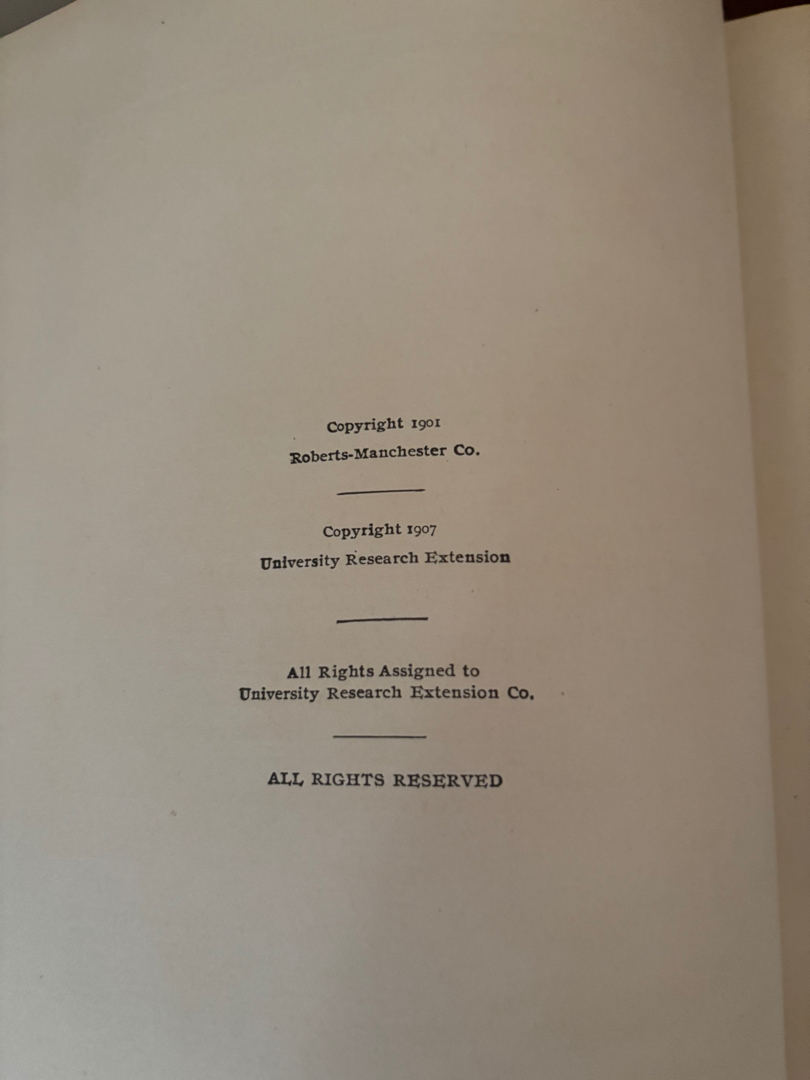 Copyright 1901
Roberts-Manchester Co.
Copyright 1907
University Research Extension
All Rights Assigned to
University Research Extension Co.
ALL RIGHTS RESERVED